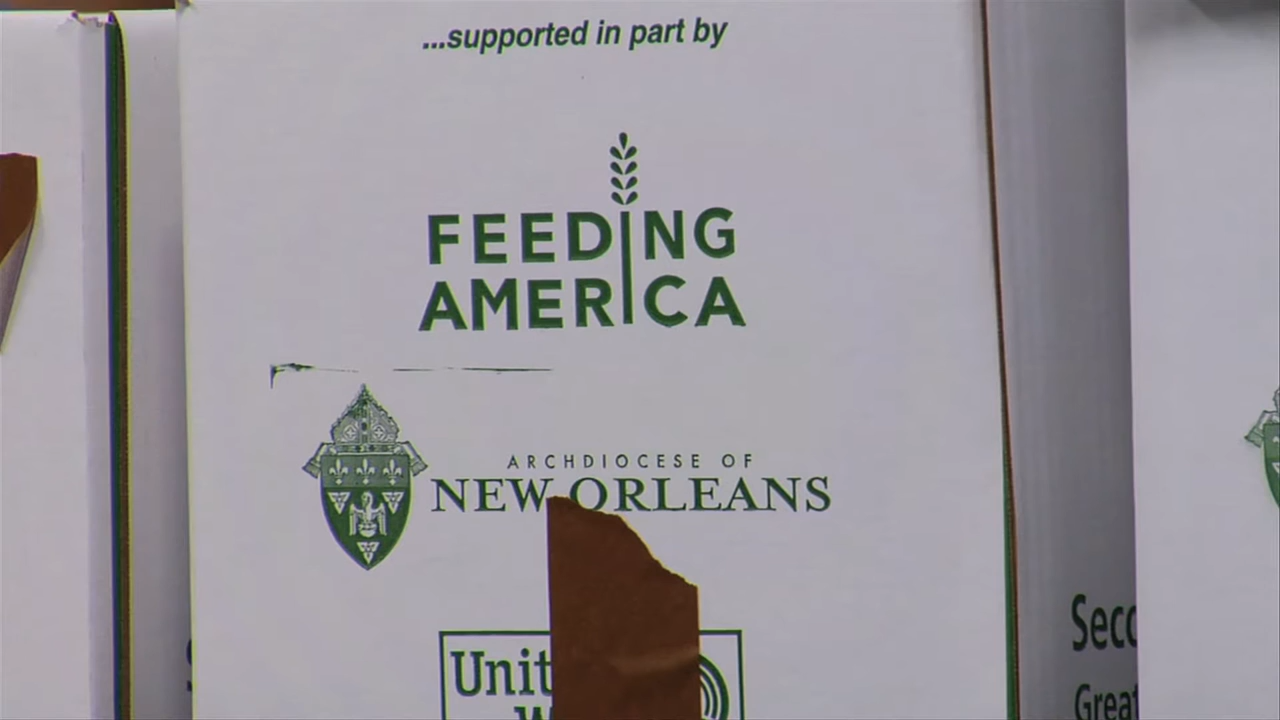 ...supported in part by
FEEDING
AMERICA
ARCHDIOCESE OF
NEW ORLEANS
Unit
W
Seco
Great